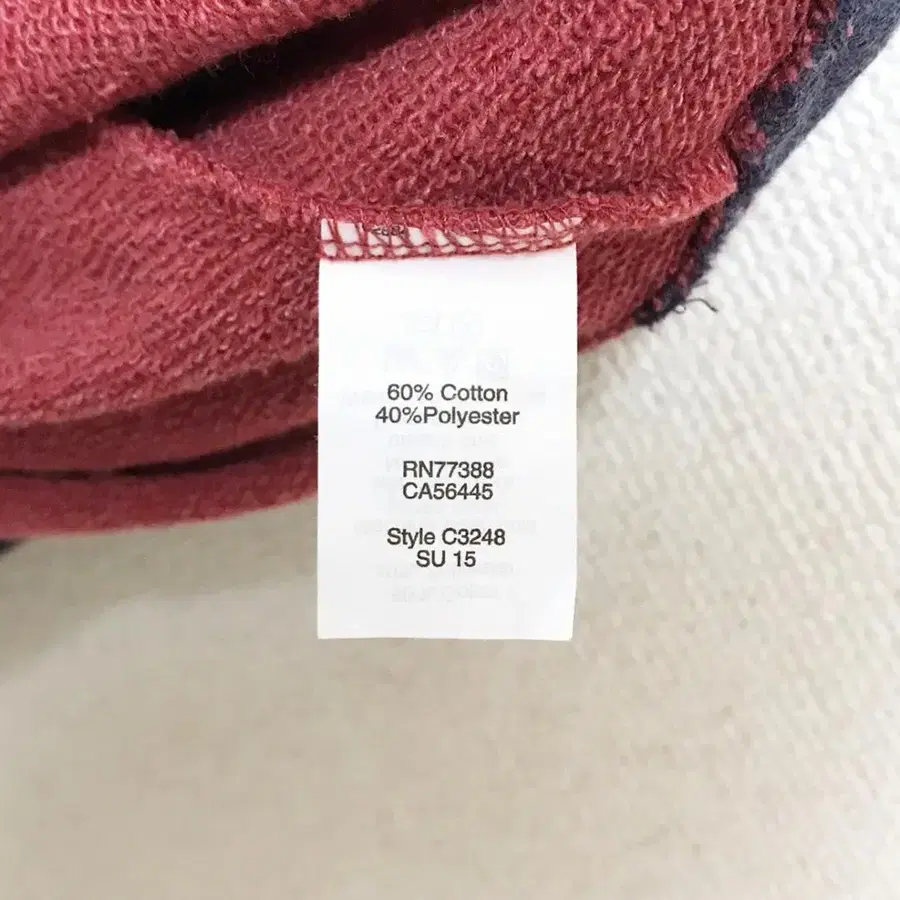 60% Cotton
40%Polyester
RN77388
CA56445
Style C3248
SU 15